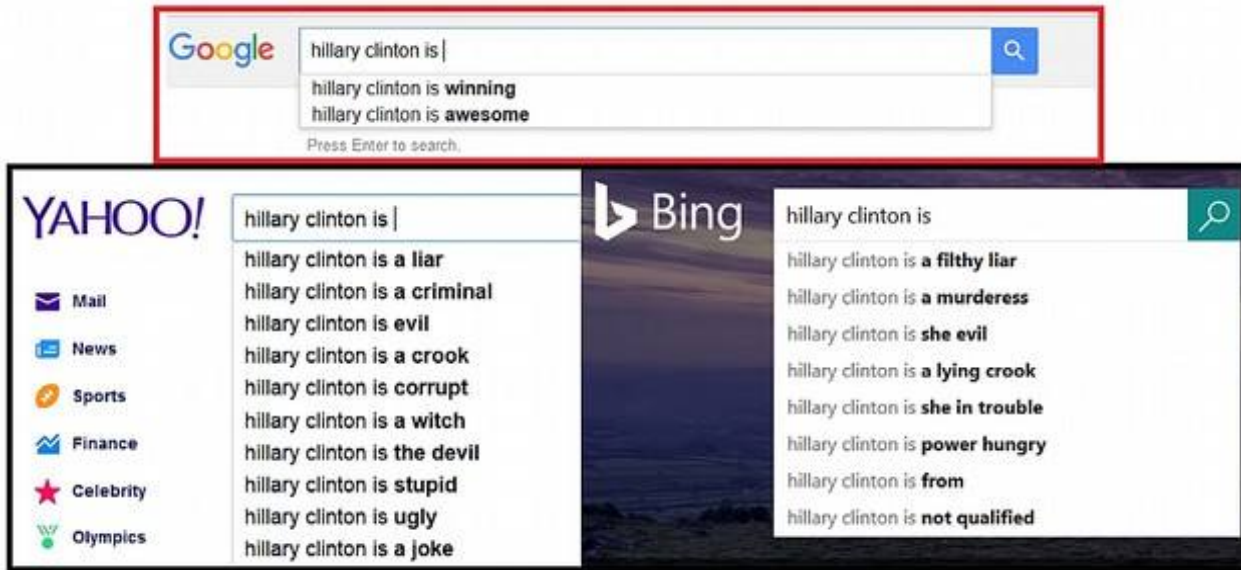 Google
hillary clinton is
hillary clinton is winning
hillary clinton is awesome
Press Enter to search.
YAHOO!
hillary clinton is
hillary clinton is a liar
hillary clinton is a criminal
hillary clinton is evil
hillary clinton is a crook
hillary clinton is corrupt
hillary clinton is a witch
hillary clinton is the devil
hillary clinton is stupid
hillary clinton is ugly
hillary clinton is a joke
Mail
News
Sports
Finance
Celebrity
Olympics
Bing
hillary clinton is
hillary clinton is a filthy liar
hillary clinton is a murderess
hillary clinton is she evil
hillary clinton is a lying crook
hillary clinton is she in trouble
hillary clinton is power hungry
hillary clinton is from
hillary clinton is not qualified